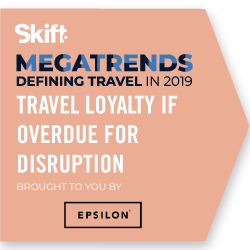 Skift:
MEGATRENDS
DEFINING TRAVEL IN 2019
TRAVEL LOYALTY IF
OVERDUE FOR
DISRUPTION
BROUGHT TO YOU BY
EPSILON®